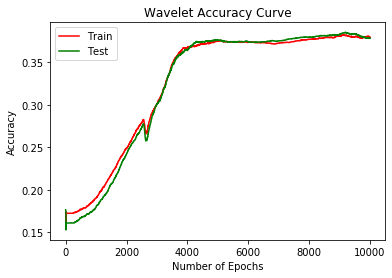 Wavelet Accuracy Curve
Train
Test
0.35
0.30
0.25
0.20
0.15
Accuracy
0 2000 4000 6000 8000 10000
Number of Epochs